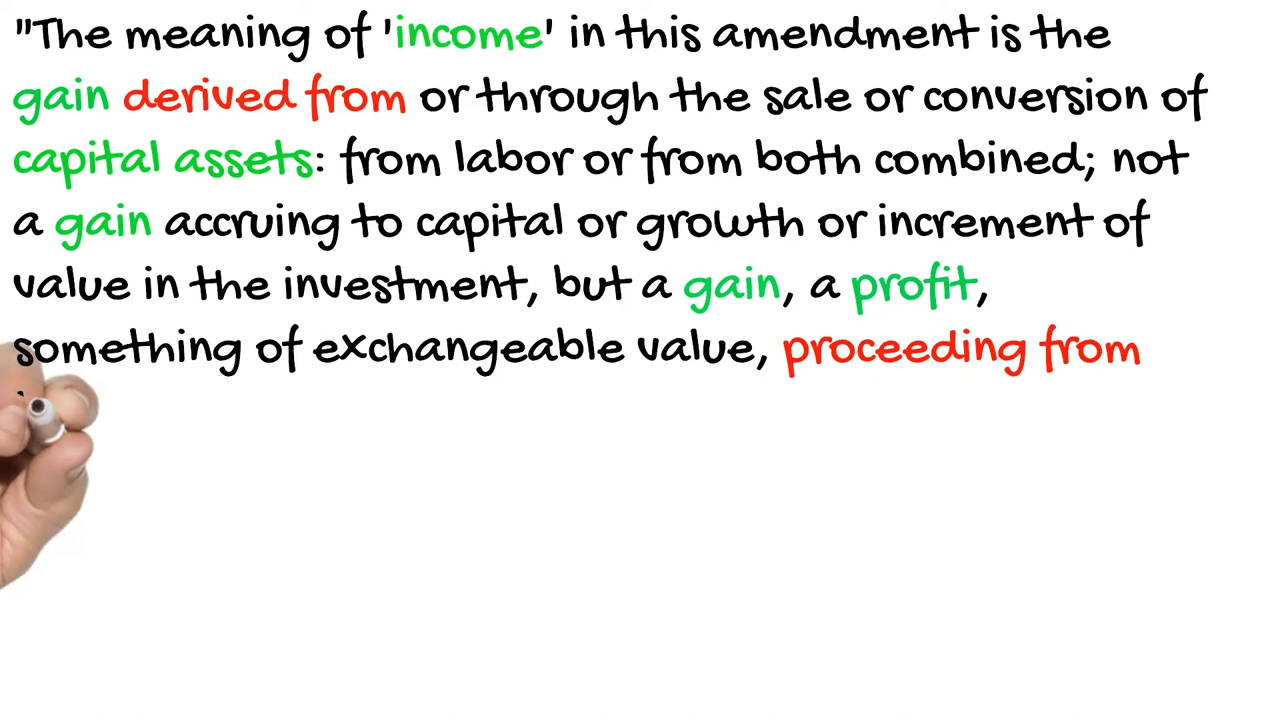 "The meaning of 'income' in this amendment is the
gain derived from or through the sale or conversion of
capital assets: from labor or from both combined; not
a gain accruing to capital or growth or increment of
value in the investment, but a gain, a profit,
something of exchangeable value, proceeding from